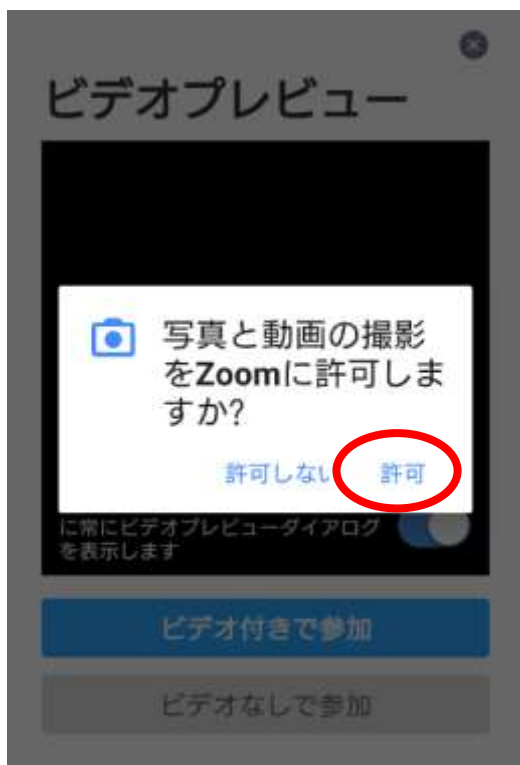 ビデオプレビュー
写真と動画の撮影
をZoomに許可しま
すか?
許可しない 許可
に常にビデオプレビューダイアログ
を表示します
ビデオ付きで参加
ビデオなしで参加